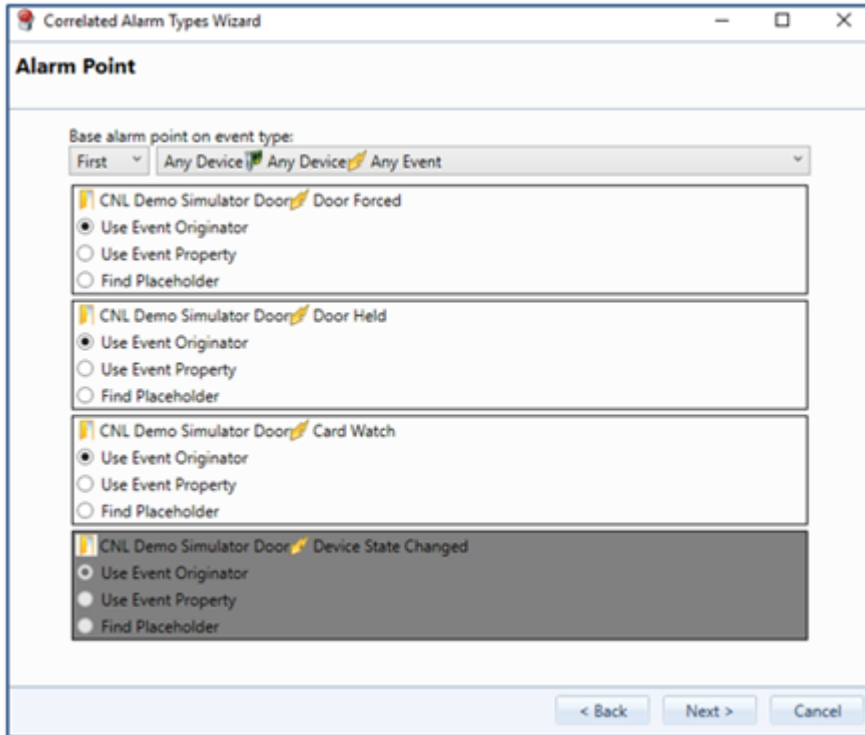 Correlated Alarm Types Wizard
Alarm Point
Base alarm point on event type:
First Any Device Any Device Any Event
CNL Demo Simulator Door Door Forced
Use Event Originator
Use Event Property
Find Placeholder
CNL Demo Simulator Door Door Held
Use Event Originator
Use Event Property
Find Placeholder
CNL Demo Simulator Door Card Watch
Use Event Originator
Use Event Property
Find Placeholder
CNL Demo Simulator Door Device State Changed
Use Event Originator
Use Event Property
Find Placeholder
< Back Next > Cancel